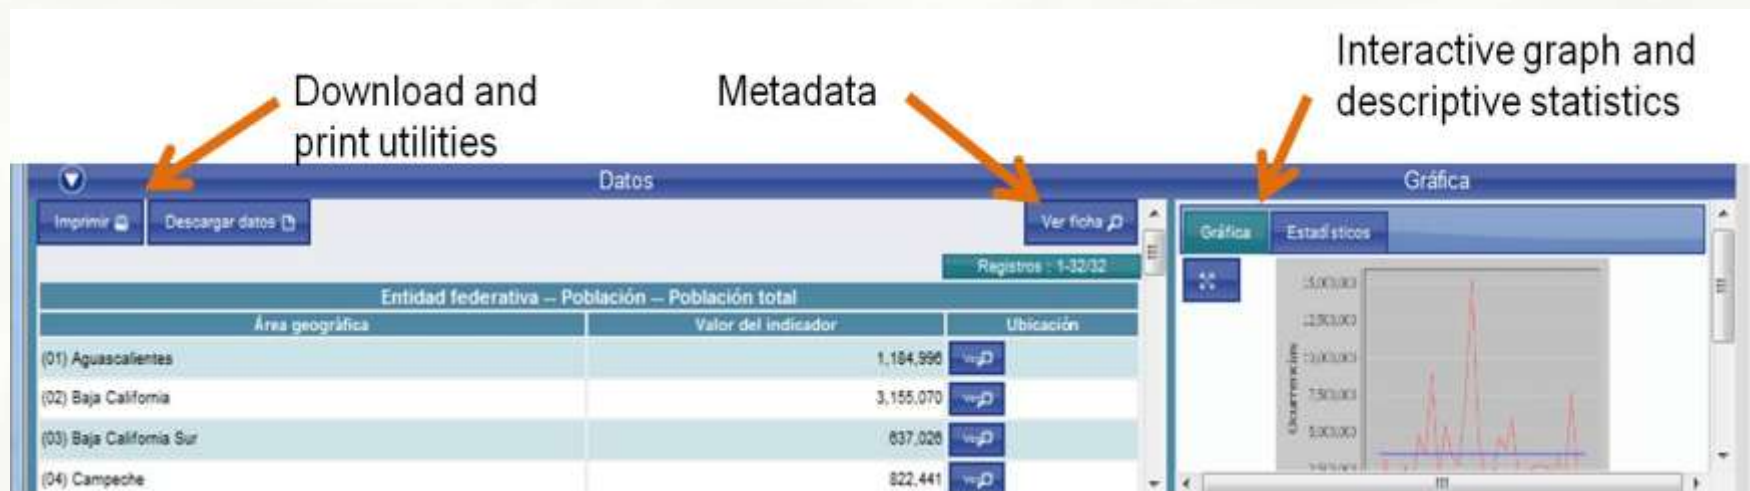 Download and
print utilities
Metadata
Interactive graph and
descriptive statistics
Datos
Gráfica
Imprimir
Descargar datos
Ver ficha
Gráfica
Estadísticos
Registros : 1-32/32
Entidad federativa -- Población -- Población total
Área geográfica
Valor del indicador
Ubicación
(01) Aguascalientes
1,184,996
(02) Baja California
3,155,070
(03) Baja California Sur
637,026
(04) Campeche
822,441
Ocurrencias